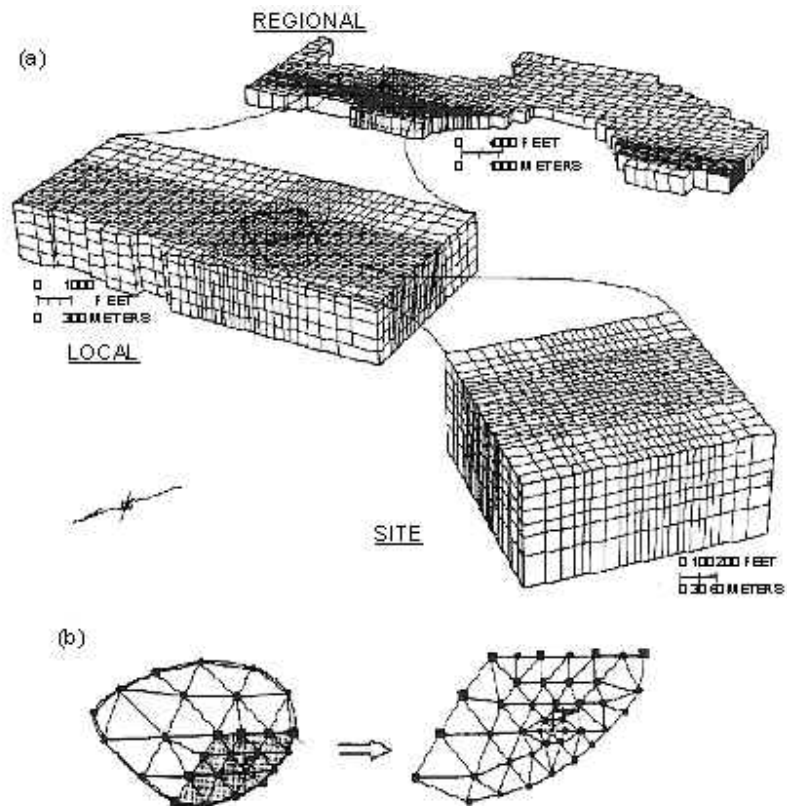 REGIONAL
(a)
0 4000 FEET
0 1000 METERS
0 1000
FEET
0 300 METERS
LOCAL
SITE
0 100 200 FEET
0 30 60 METERS
(b)